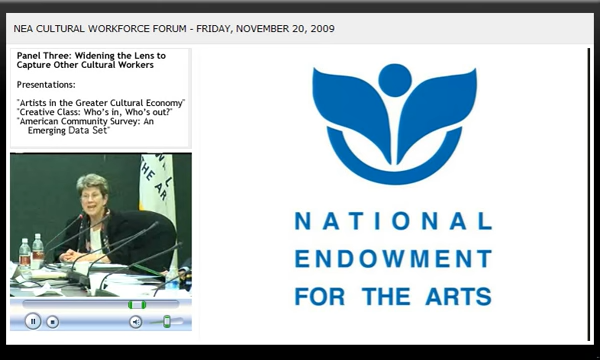 NEA CULTURAL WORKFORCE FORUM - FRIDAY, NOVEMBER 20, 2009
Panel Three: Widening the Lens to
Capture Other Cultural Workers
Presentations:
"Artists in the Greater Cultural Economy"
"Creative Class: Who's in, Who's out?"
"American Community Survey: An
Emerging Data Set"
THE AR
NATIONAL
ENDOWMENT
FOR THE ARTS